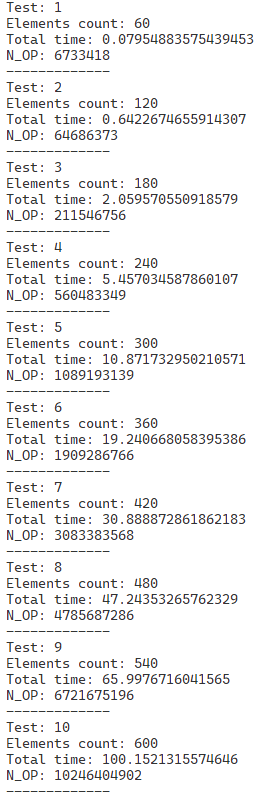 Test: 1
Elements count: 60
Total time: 0.07954883575439453
N_OP: 6733418
-------------
Test: 2
Elements count: 120
Total time: 0.6422674655914307
N_OP: 64686373
-------------
Test: 3
Elements count: 180
Total time: 2.059570550918579
N_OP: 211546756
-------------
Test: 4
Elements count: 240
Total time: 5.457034587860107
N_OP: 560483349
-------------
Test: 5
Elements count: 300
Total time: 10.871732950210571
N_OP: 1089193139
-------------
Test: 6
Elements count: 360
Total time: 19.240668058395386
N_OP: 1909286766
-------------
Test: 7
Elements count: 420
Total time: 30.888872861862183
N_OP: 3083383568
-------------
Test: 8
Elements count: 480
Total time: 47.24353265762329
N_OP: 4785687286
-------------
Test: 9
Elements count: 540
Total time: 65.9976716041565
N_OP: 6721675196
-------------
Test: 10
Elements count: 600
Total time: 100.1521315574646
N_OP: 10246404902
-------------